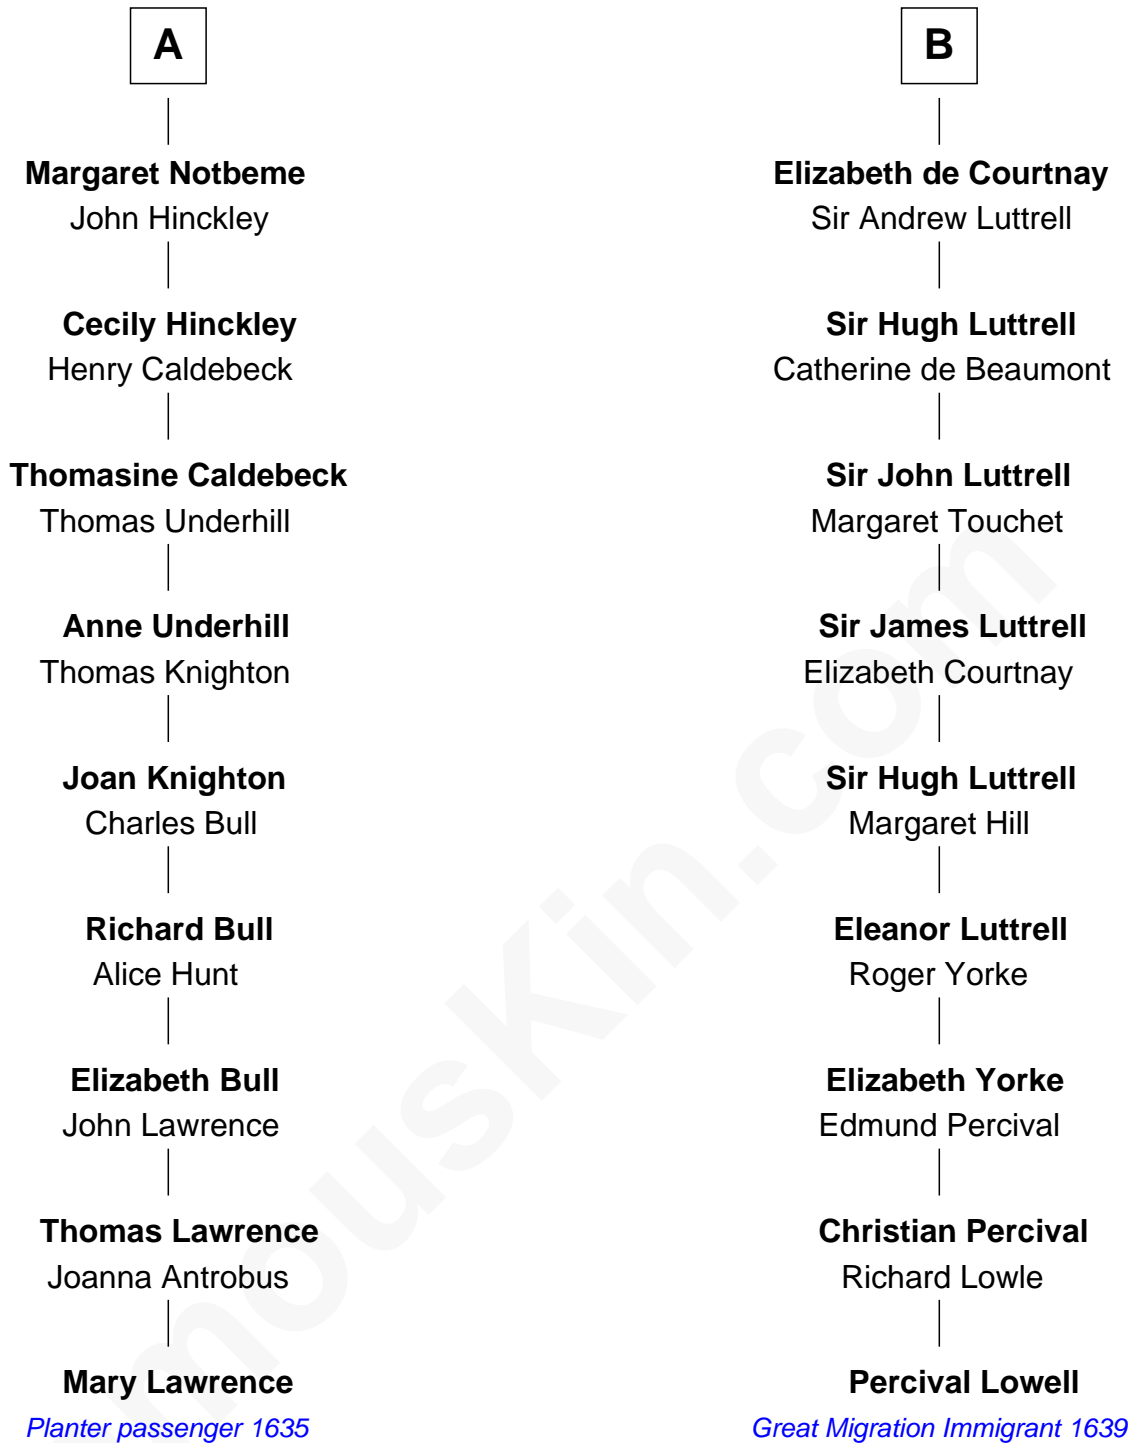 A
Margaret Notbeme
John Hinckley
Cecily Hinckley
Henry Caldebeck
Thomasine Caldebeck
Thomas Underhill
Anne Underhill
Thomas Knighton
Joan Knighton
Charles Bull
Richard Bull
Alice Hunt
Elizabeth Bull
John Lawrence
Thomas Lawrence
Joanna Antrobus
Mary Lawrence
Planter passenger 1635
B
Elizabeth de Courtnay
Sir Andrew Luttrell
Sir Hugh Luttrell
Catherine de Beaumont
Sir John Luttrell
Margaret Touchet
Sir James Luttrell
Elizabeth Courtnay
Sir Hugh Luttrell
Margaret Hill
Eleanor Luttrell
Roger Yorke
Elizabeth Yorke
Edmund Percival
Christian Percival
Richard Lowle
Percival Lowell
Great Migration Immigrant 1639
mousKin.com